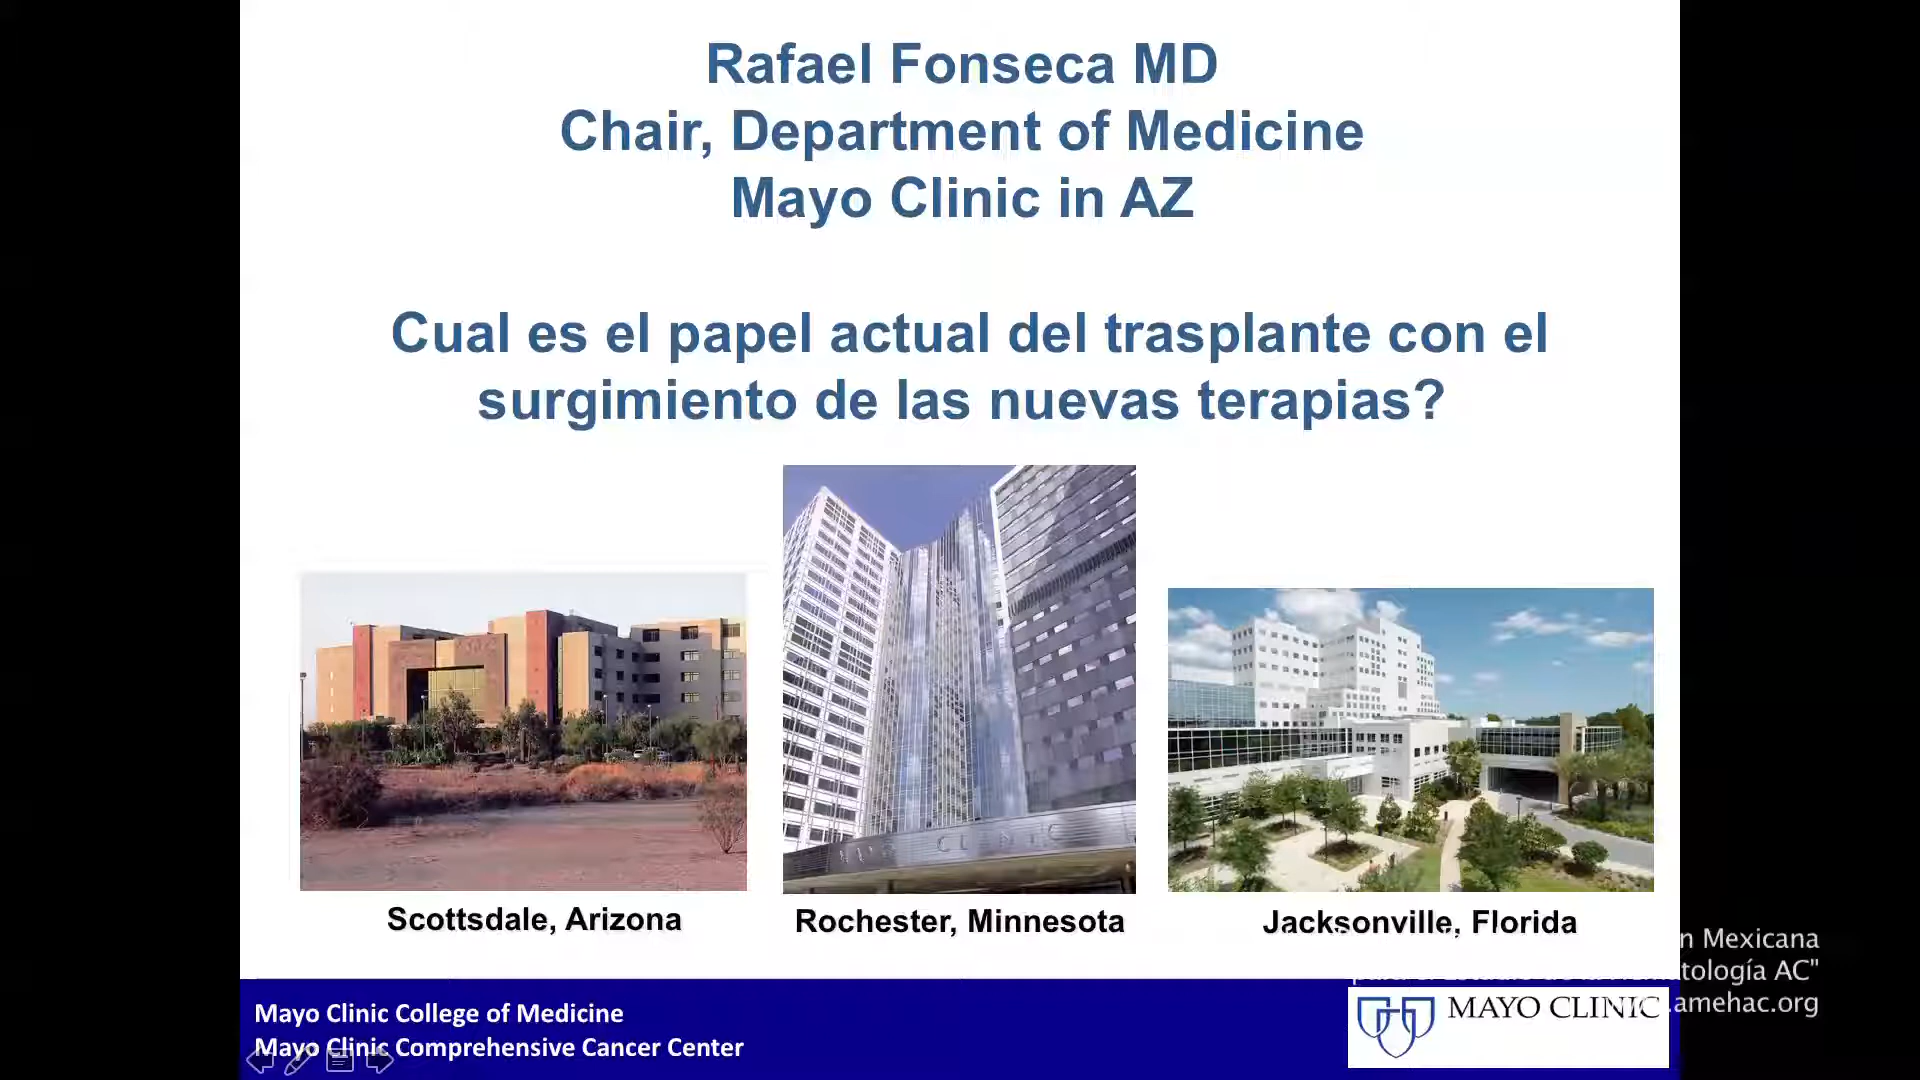 Rafael Fonseca MD
Chair, Department of Medicine
Mayo Clinic in AZ
Cual es el papel actual del trasplante con el
surgimiento de las nuevas terapias?
Scottsdale, Arizona
Rochester, Minnesota
Jacksonville, Florida
Mexicana
AC"
amehac.org
Mayo Clinic College of Medicine
Mayo Clinic Comprehensive Cancer Center
MAYO CLINIC